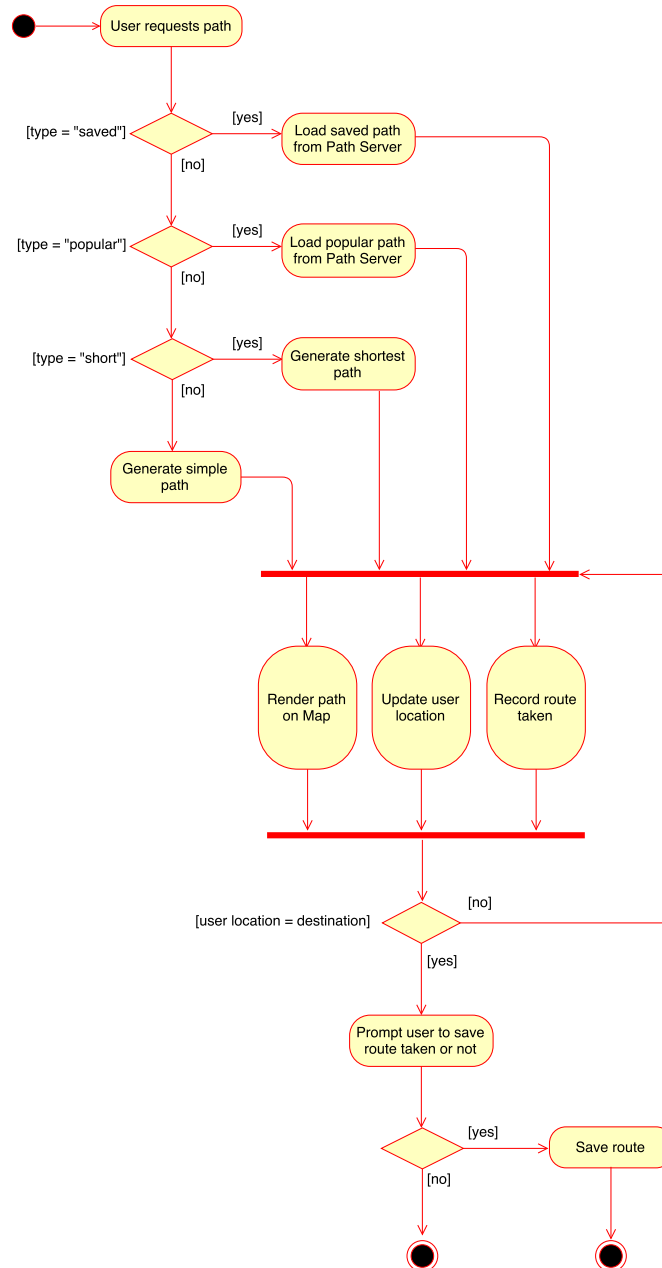 User requests path
[type = "saved"]
[yes]
Load saved path
from Path Server
[no]
[type = "popular"]
[yes]
Load popular path
from Path Server
[no]
[type = "short"]
[yes]
Generate shortest
path
[no]
Generate simple
path
Render path
on Map
Update user
location
Record route
taken
[user location = destination]
[no]
[yes]
Prompt user to save
route taken or not
[yes]
Save route
[no]